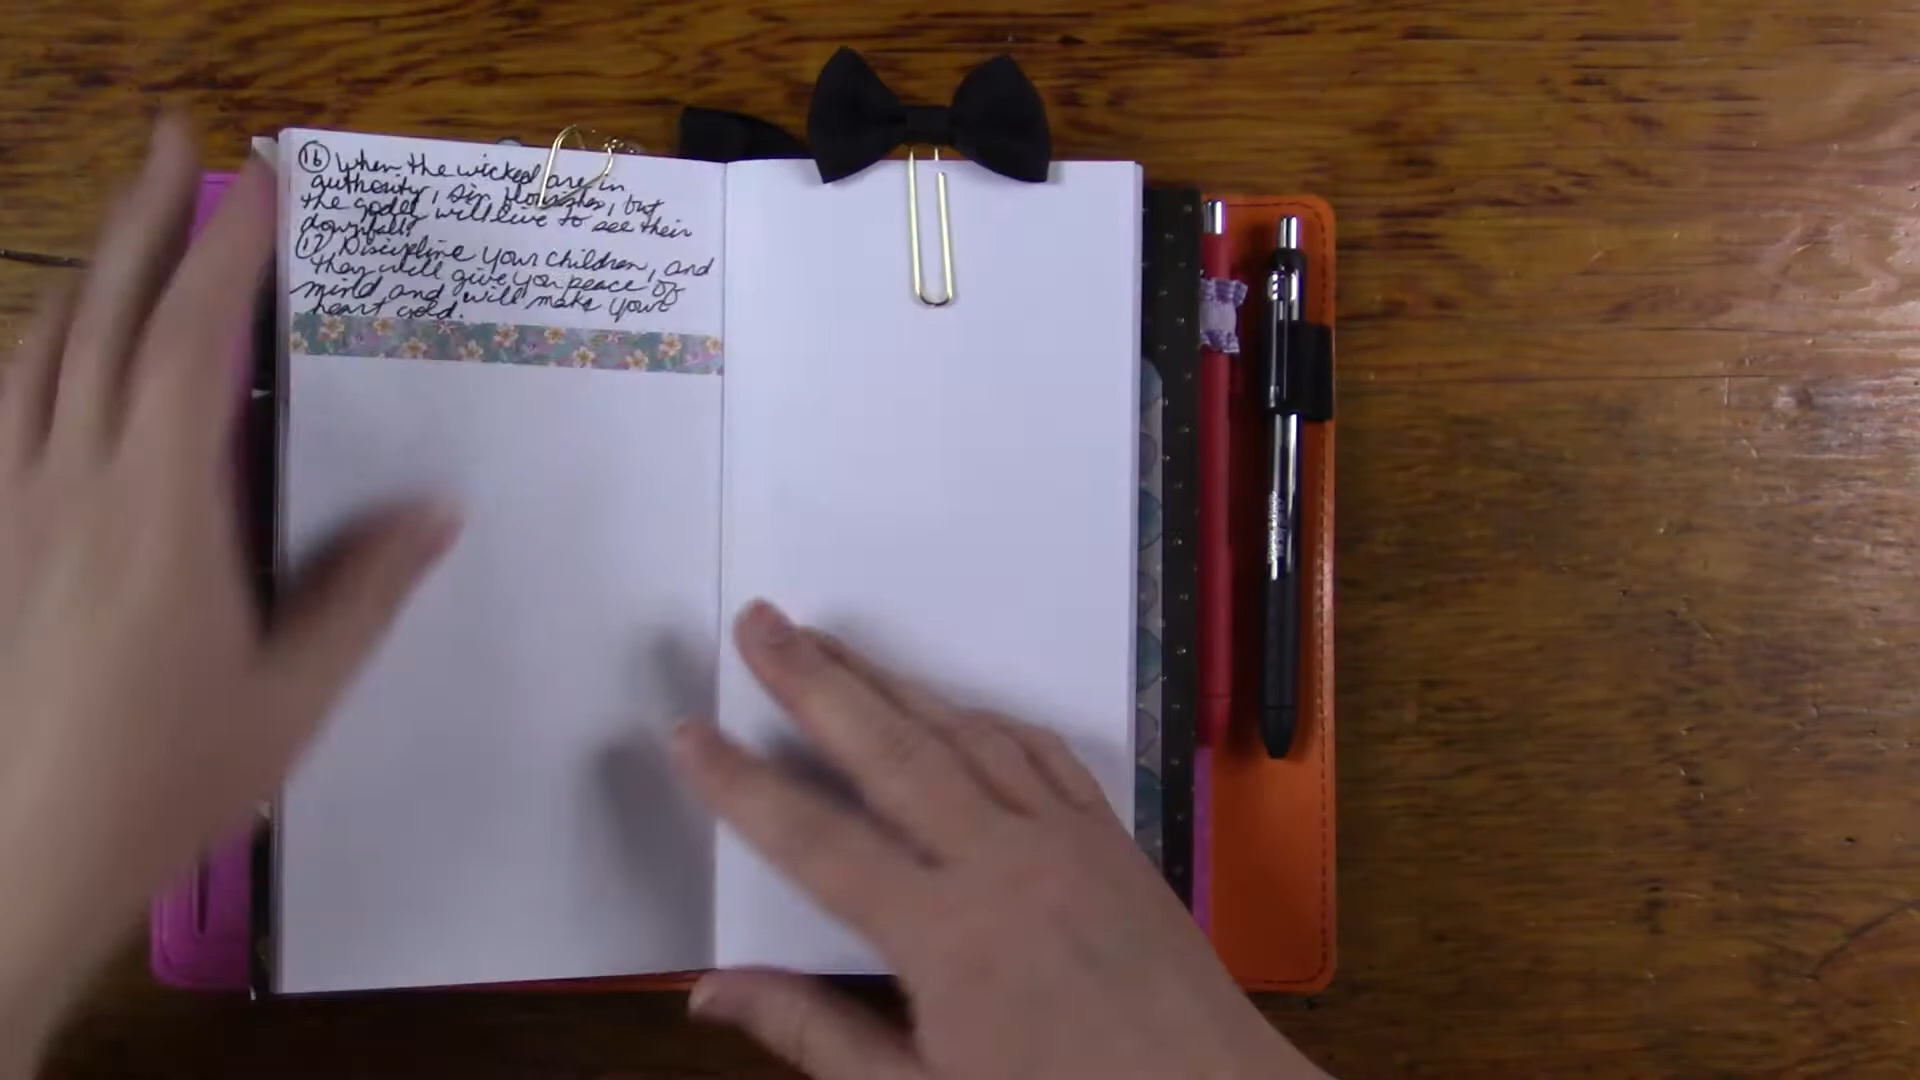 16 When the wicked are in
authority, sin flourishes, but
the godly will live to see their
downfall.
17 Discipline your children, and
they will give you peace of
mind and will make your
heart glad.